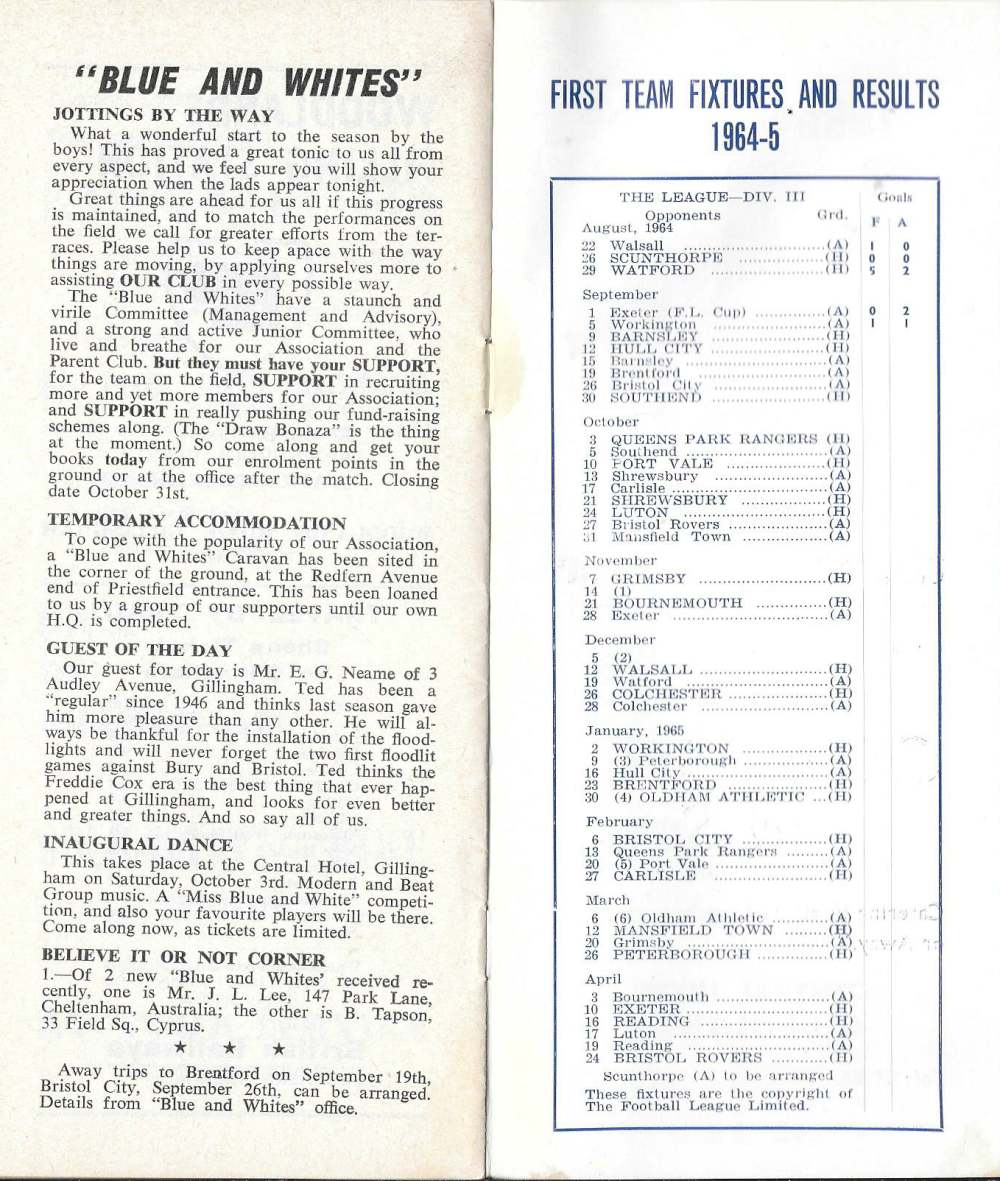 "BLUE AND WHITES"
JOTTINGS BY THE WAY
What a wonderful start to the season by the
boys! This has proved a great tonic to us all from
every aspect, and we feel sure you will show your
appreciation when the lads appear tonight.
Great things are ahead for us all if this progress
is maintained, and to match the performances on
the field we call for greater efforts from the ter-
races. Please help us to keep apace with the way
things are moving, by applying ourselves more to
assisting OUR CLUB in every possible way.
The "Blue and Whites" have a staunch and
virile Committee (Management and Advisory),
and a strong and active Junior Committee, who
live and breathe for our Association and the
Parent Club. But they must have your SUPPORT,
for the team on the field, SUPPORT in recruiting
more and yet more members for our Association;
and SUPPORT in really pushing our fund-raising
schemes along. (The "Draw Bonaza" is the thing
at the moment.) So come along and get your
books today from our enrolment points in the
ground or at the office after the match. Closing
date October 31st.
TEMPORARY ACCOMMODATION
To cope with the popularity of our Association,
a "Blue and Whites" Caravan has been sited in
the corner of the ground, at the Redfern Avenue
end of Priestfield entrance. This has been loaned
to us by a group of our supporters until our own
H.Q. is completed.
GUEST OF THE DAY
Our guest for today is Mr. E. G. Neame of 3
Audley Avenue, Gillingham. Ted has been a
"regular" since 1946 and thinks last season gave
him more pleasure than any other. He will al-
ways be thankful for the installation of the flood-
lights and will never forget the two first floodlit
games against Bury and Bristol. Ted thinks the
Freddie Cox era is the best thing that ever hap-
pened at Gillingham, and looks for even better
and greater things. And so say all of us.
INAUGURAL DANCE
This takes place at the Central Hotel, Gilling-
ham on Saturday, October 3rd. Modern and Beat
Group music. A "Miss Blue and White" competi-
tion, and also your favourite players will be there.
Come along now, as tickets are limited.
BELIEVE IT OR NOT CORNER
1.—Of 2 new "Blue and Whites' received re-
cently, one is Mr. J. L. Lee, 147 Park Lane,
Cheltenham, Australia; the other is B. Tapson,
33 Field Sq., Cyprus.
★ ★ ★
Away trips to Brentford on September 19th,
Bristol City, September 26th, can be arranged.
Details from "Blue and Whites" office.
FIRST TEAM FIXTURES AND RESULTS
1964-5
THE LEAGUE—DIV. III Goals
Opponents Grd. F A
August, 1964
22 Walsall ..........................(A) 1 0
26 SCUNTHORPE ................(H) 0 0
29 WATFORD .....................(H) 5 2
September
1 Exeter (F.L. Cup) .............(A) 0 2
5 Workington ....................(A) 1 1
9 BARNSLEY .....................(H)
12 HULL CITY .....................(H)
15 Barnsley .......................(A)
19 Brentford ......................(A)
26 Bristol City ....................(A)
30 SOUTHEND .....................(H)
October
3 QUEENS PARK RANGERS (H)
5 Southend ........................(A)
10 PORT VALE ..................(H)
13 Shrewsbury ....................(A)
17 Carlisle ...........................(A)
21 SHREWSBURY ................(H)
24 LUTON ..........................(H)
27 Bristol Rovers ..................(A)
31 Mansfield Town ................(A)
November
7 GRIMSBY .......................(H)
14 (1)
21 BOURNEMOUTH .............(H)
28 Exeter ...........................(A)
December
5 (2)
12 WALSALL .......................(H)
19 Watford .........................(A)
26 COLCHESTER ..................(H)
28 Colchester ......................(A)
January, 1965
2 WORKINGTON ................(H)
9 (3) Peterborough ...............(A)
16 Hull City .........................(A)
23 BRENTFORD ...................(H)
30 (4) OLDHAM ATHLETIC ...(H)
February
6 BRISTOL CITY ................(H)
13 Queens Park Rangers ........(A)
20 (5) Port Vale .....................(A)
27 CARLISLE .....................(H)
March
6 (6) Oldham Athletic ..........(A)
12 MANSFIELD TOWN ........(H)
20 Grimsby .........................(A)
26 PETERBOROUGH .............(H)
April
3 Bournemouth ....................(A)
10 EXETER ..........................(H)
16 READING .......................(H)
17 Luton .............................(A)
19 Reading .........................(A)
24 BRISTOL ROVERS ...........(H)
Scunthorpe (A) to be arranged
These fixtures are the copyright of
The Football League Limited.